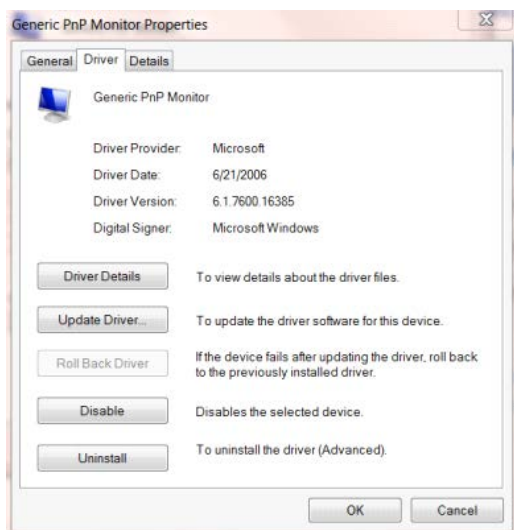 Generic PnP Monitor Properties
General Driver Details
Generic PnP Monitor
Driver Provider: Microsoft
Driver Date: 6/21/2006
Driver Version: 6.1.7600.16385
Digital Signer: Microsoft Windows
Driver Details To view details about the driver files.
Update Driver... To update the driver software for this device.
Roll Back Driver If the device fails after updating the driver, roll back
to the previously installed driver.
Disable Disables the selected device.
Uninstall To uninstall the driver (Advanced).
OK Cancel